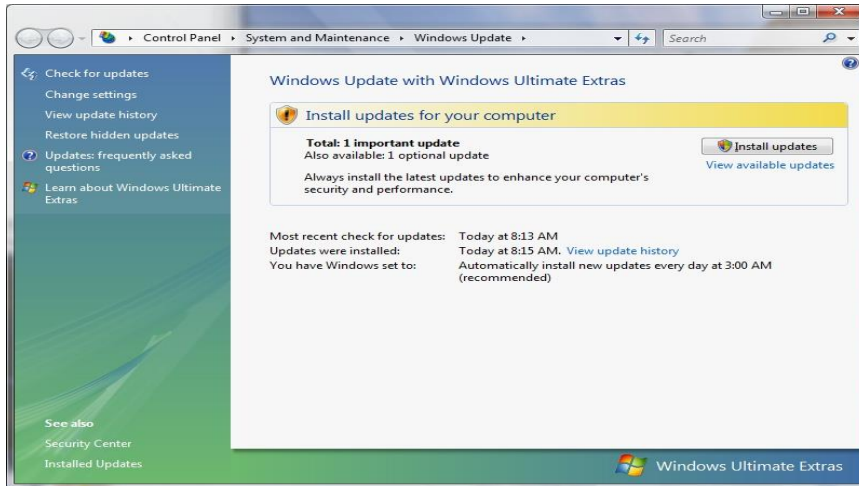 Control Panel ▸ System and Maintenance ▸ Windows Update ▸
Search
Check for updates
Change settings
View update history
Restore hidden updates
Updates: frequently asked
questions
Learn about Windows Ultimate
Extras
Windows Update with Windows Ultimate Extras
Install updates for your computer
Total: 1 important update
Also available: 1 optional update
Always install the latest updates to enhance your computer's
security and performance.
Install updates
View available updates
Most recent check for updates: Today at 8:13 AM
Updates were installed: Today at 8:15 AM. View update history
You have Windows set to: Automatically install new updates every day at 3:00 AM
(recommended)
See also
Security Center
Installed Updates
Windows Ultimate Extras